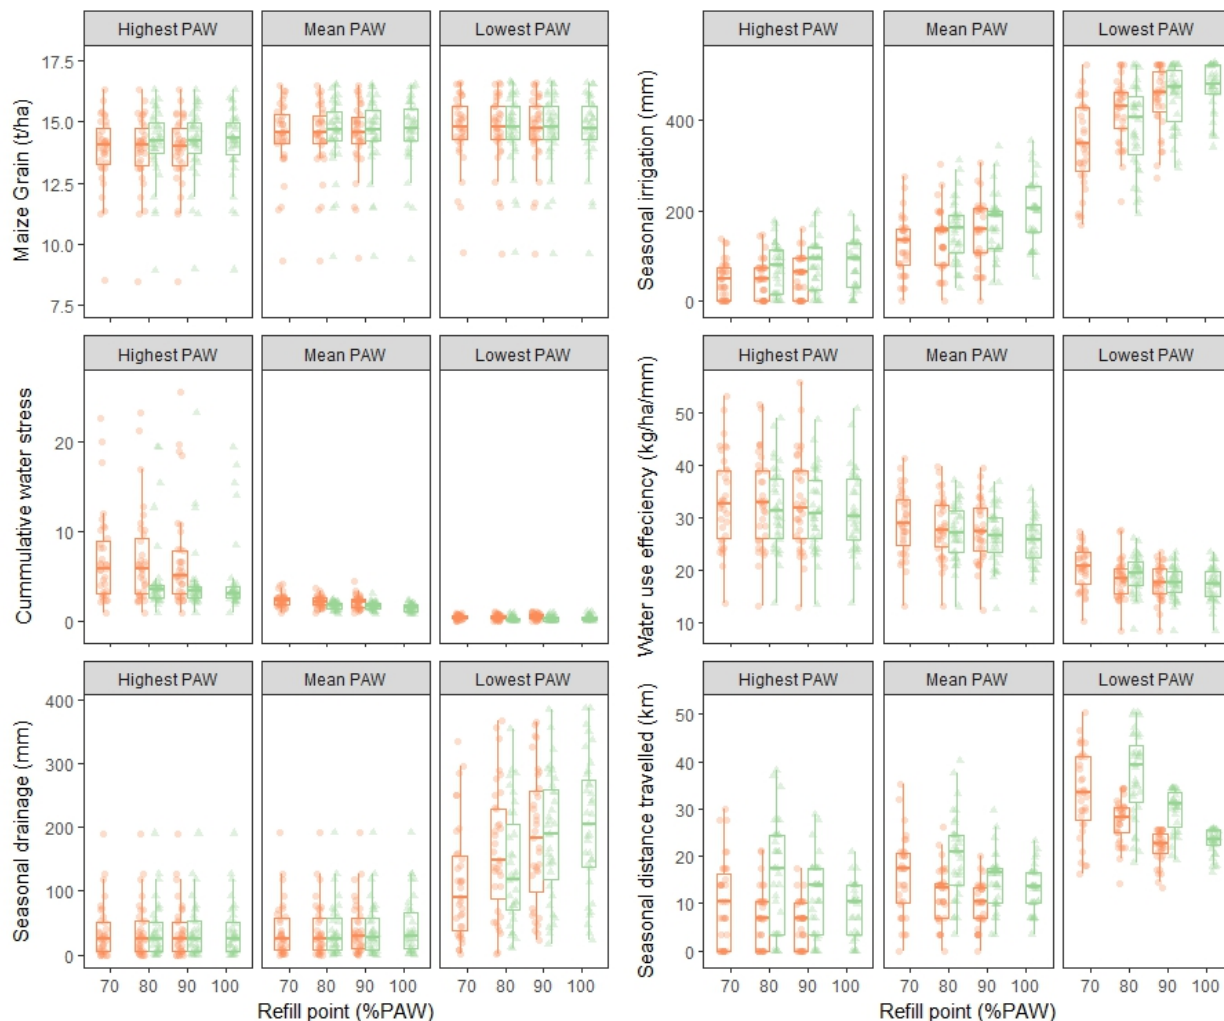 Highest PAW Mean PAW Lowest PAW
Maize Grain (t/ha)
17.5
15.0
12.5
10.0
7.5
Highest PAW Mean PAW Lowest PAW
Seasonal irrigation (mm)
400
200
0
Highest PAW Mean PAW Lowest PAW
Cummulative water stress
20
10
0
Highest PAW Mean PAW Lowest PAW
Water use effeciency (kg/ha/mm)
50
40
30
20
10
Highest PAW Mean PAW Lowest PAW
Seasonal drainage (mm)
400
300
200
100
0
70 80 90 100 70 80 90 100 70 80 90 100
Refill point (%PAW)
Highest PAW Mean PAW Lowest PAW
Seasonal distance travelled (km)
50
40
30
20
10
0
70 80 90 100 70 80 90 100 70 80 90 100
Refill point (%PAW)